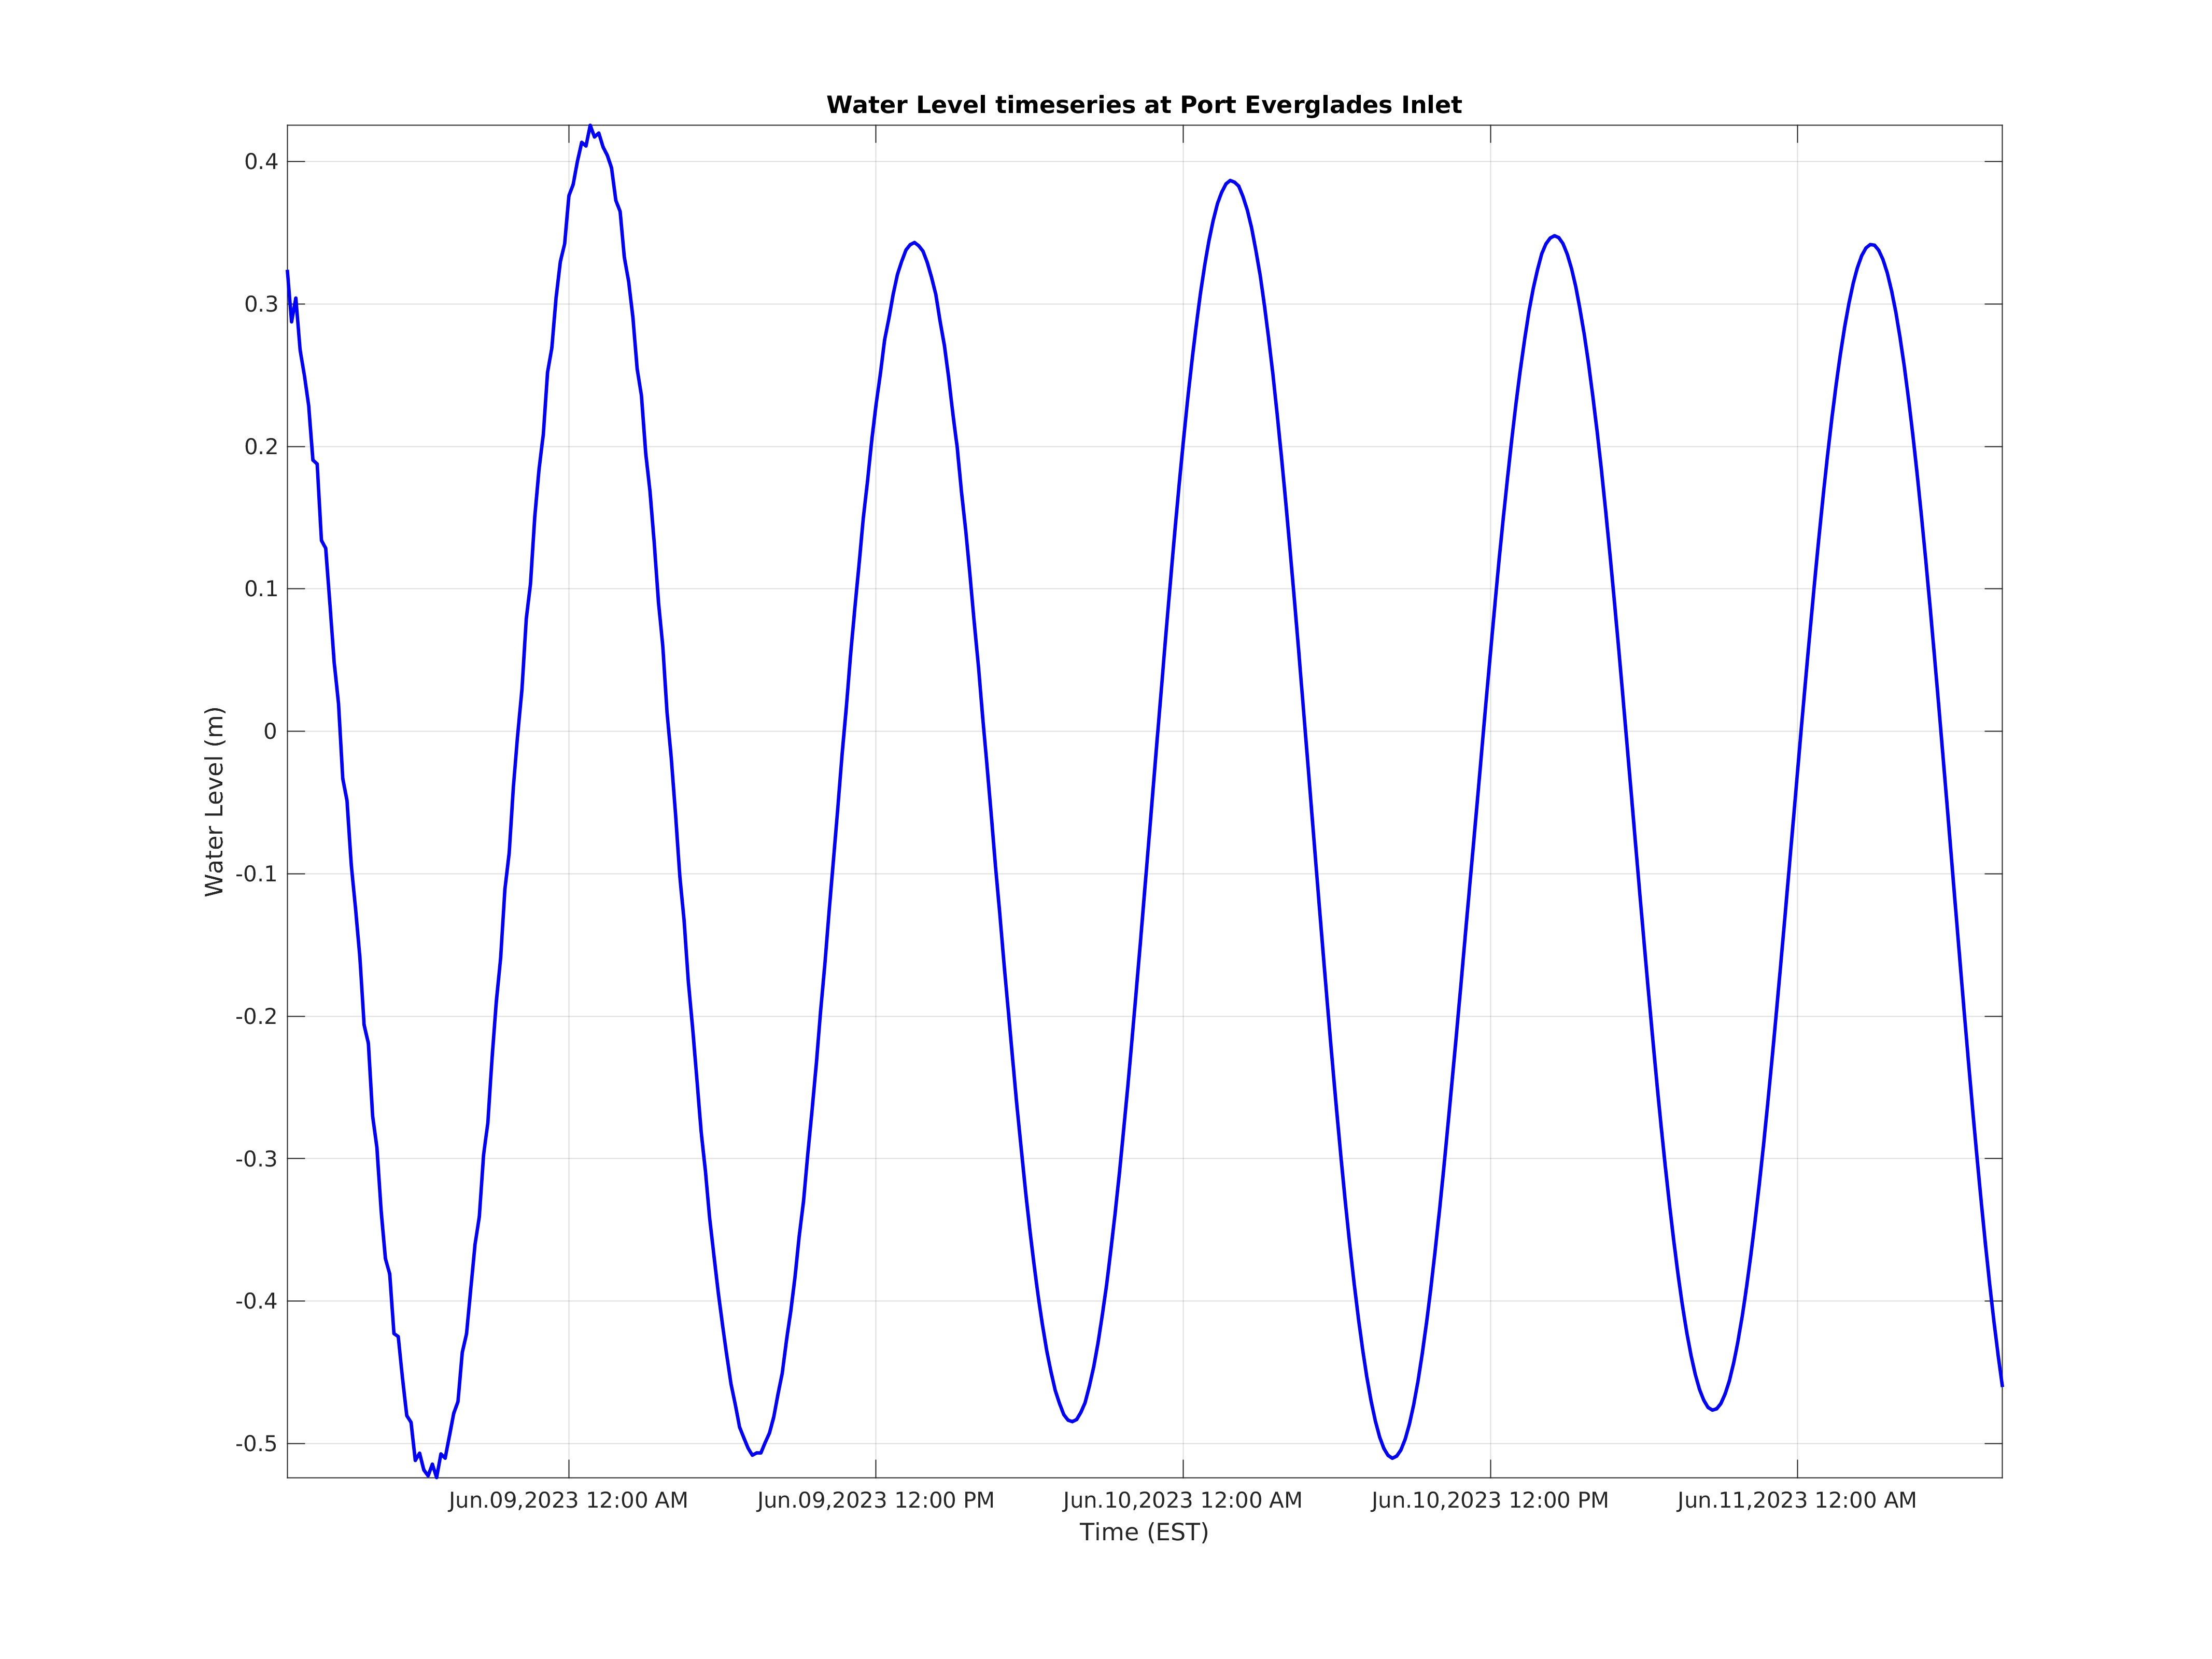 Water Level timeseries at Port Everglades Inlet
0.4
0.3
0.2
0.1
0
-0.1
-0.2
-0.3
-0.4
-0.5
Water Level (m)
Jun.09,2023 12:00 AM
Jun.09,2023 12:00 PM
Jun.10,2023 12:00 AM
Jun.10,2023 12:00 PM
Jun.11,2023 12:00 AM
Time (EST)